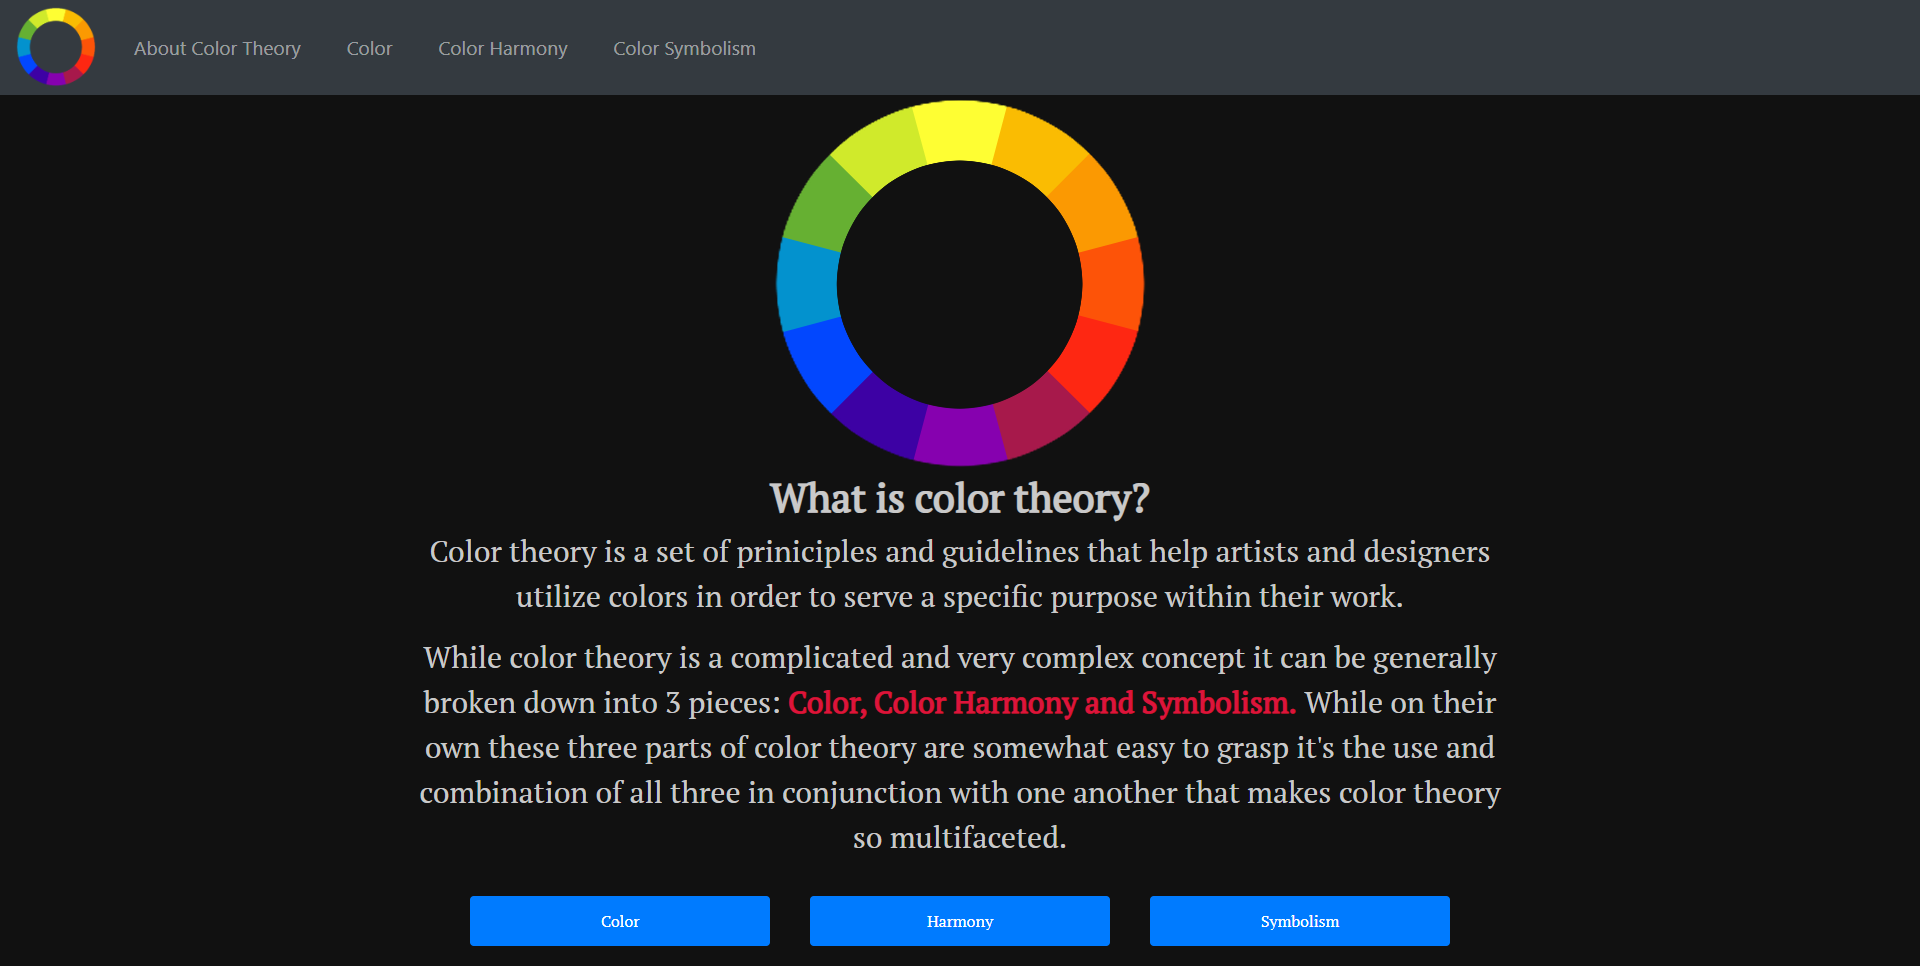 About Color Theory Color Color Harmony Color Symbolism
What is color theory?
Color theory is a set of priniciples and guidelines that help artists and designers
utilize colors in order to serve a specific purpose within their work.
While color theory is a complicated and very complex concept it can be generally
broken down into 3 pieces: Color, Color Harmony and Symbolism. While on their
own these three parts of color theory are somewhat easy to grasp it's the use and
combination of all three in conjunction with one another that makes color theory
so multifaceted.
Color Harmony Symbolism